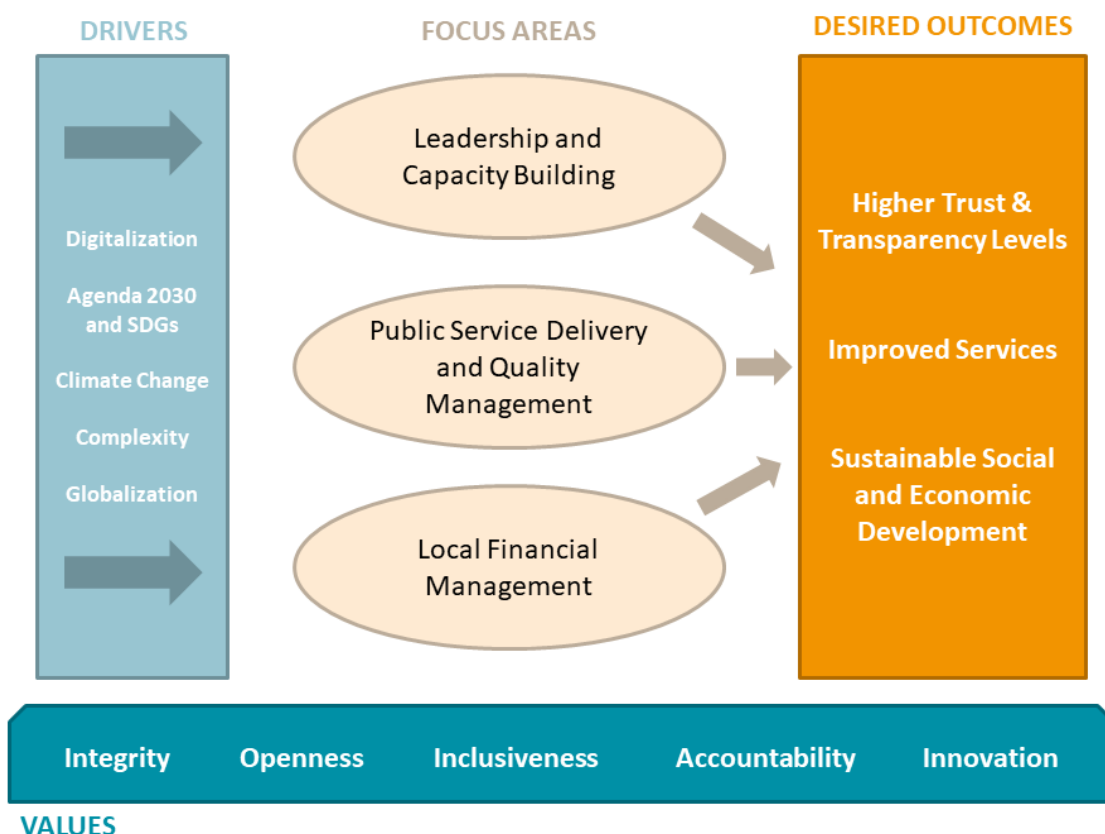 DRIVERS
FOCUS AREAS
DESIRED OUTCOMES
Digitalization
Agenda 2030
and SDGs
Climate Change
Complexity
Globalization
Leadership and
Capacity Building
Public Service Delivery
and Quality
Management
Local Financial
Management
Higher Trust &
Transparency Levels
Improved Services
Sustainable Social
and Economic
Development
Integrity
Openness
Inclusiveness
Accountability
Innovation
VALUES